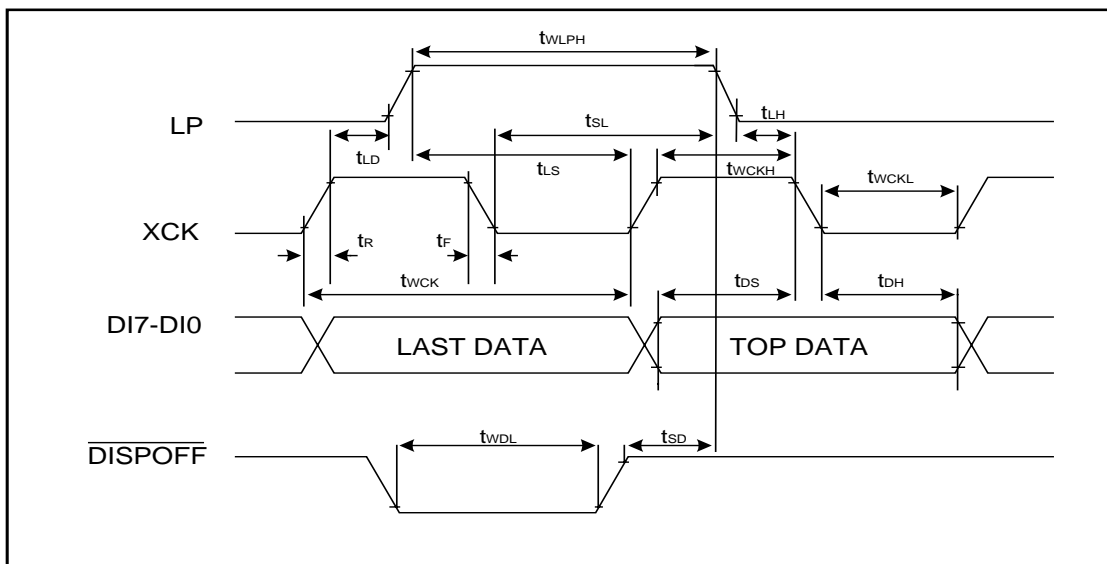 tWLPH
LP
tLH
tSL
tLD
tLS
tWCKH
tWCKL
XCK
tR
tF
tWCK
tDS
tDH
DI7-DI0
LAST DATA
TOP DATA
DISPOFF
tWDL
tSD